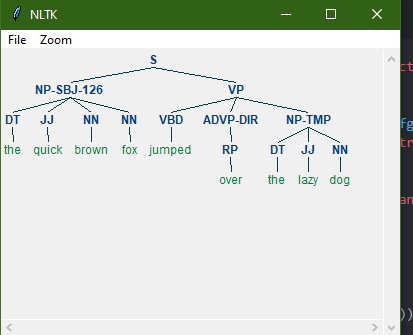 NLTK
File Zoom
S
NP-SBJ-126 VP
DT JJ NN NN VBD ADVP-DIR NP-TMP
the quick brown fox jumped RP DT JJ NN
over the lazy dog